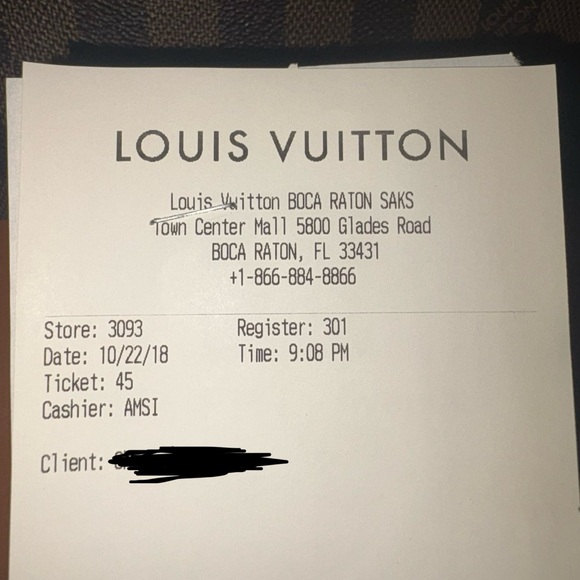 LOUIS VUITTON
Louis Vuitton BOCA RATON SAKS
Town Center Mall 5800 Glades Road
BOCA RATON, FL 33431
+1-866-884-8866
Store: 3093 Register: 301
Date: 10/22/18 Time: 9:08 PM
Ticket: 45
Cashier: AMSI
Client: